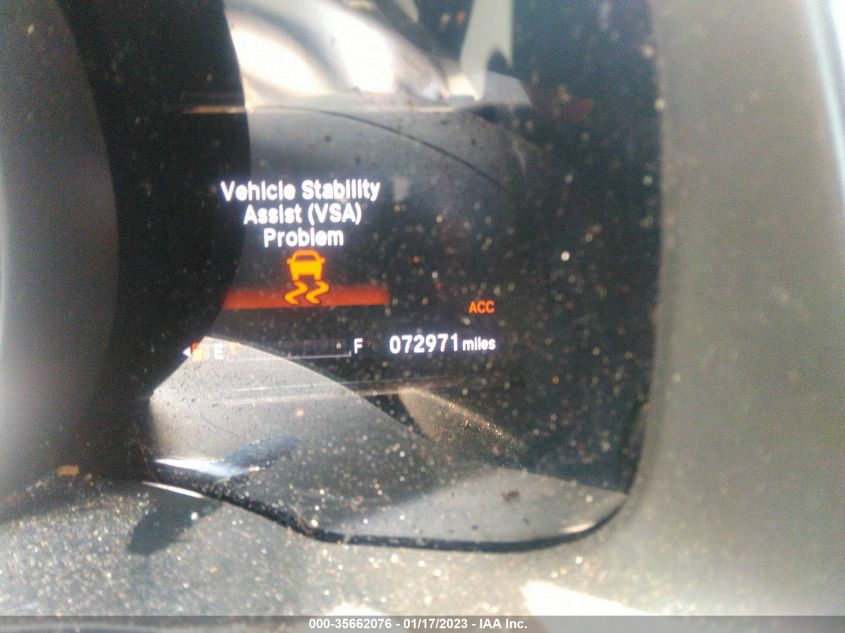 Vehicle Stability
Assist (VSA)
Problem
ACC
E F 072971 miles
000-35662076 - 01/17/2023 - IAA Inc.